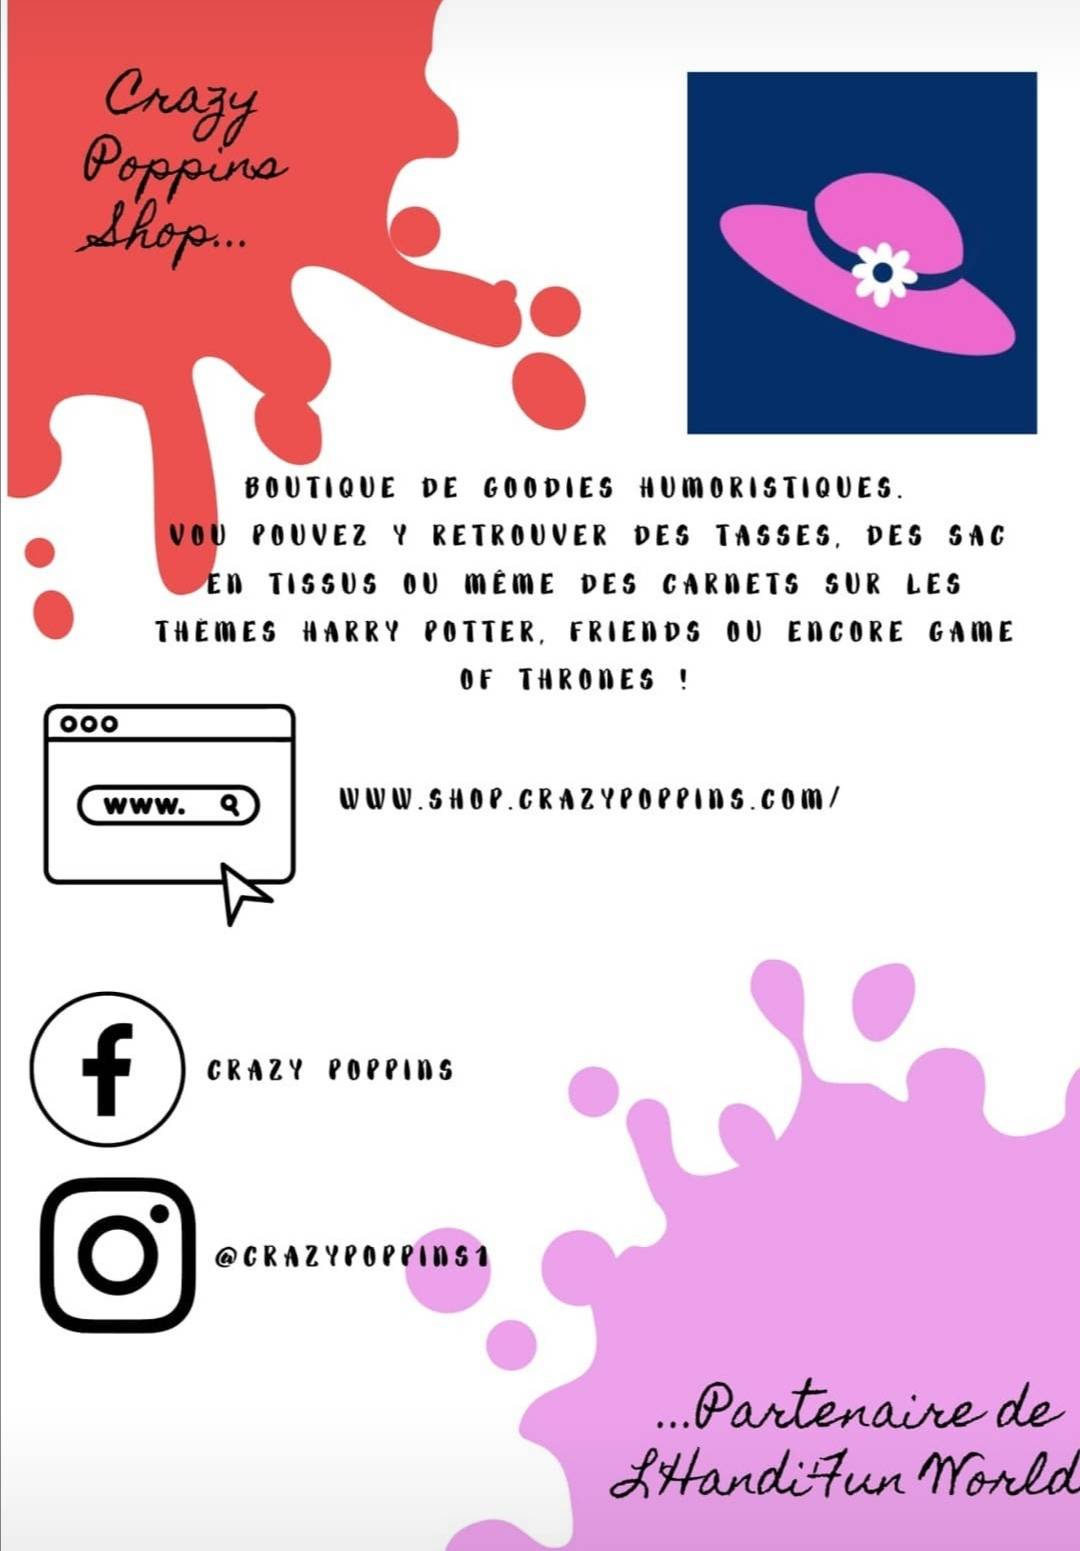 Crazy
Poppins
Shop...
BOUTIQUE DE GOODIES HUMORISTIQUES.
VOU POUVEZ Y RETROUVER DES TASSES, DES SAC
EN TISSUS OU MÊME DES CARNETS SUR LES
THÈMES HARRY POTTER, FRIENDS OU ENCORE GAME
OF THRONES !
www.
WWW.SHOP.CRAZYPOPPINS.COM/
f
CRAZY POPPINS
@CRAZYPOPPINS1
...Partenaire de
L'HandiFun World